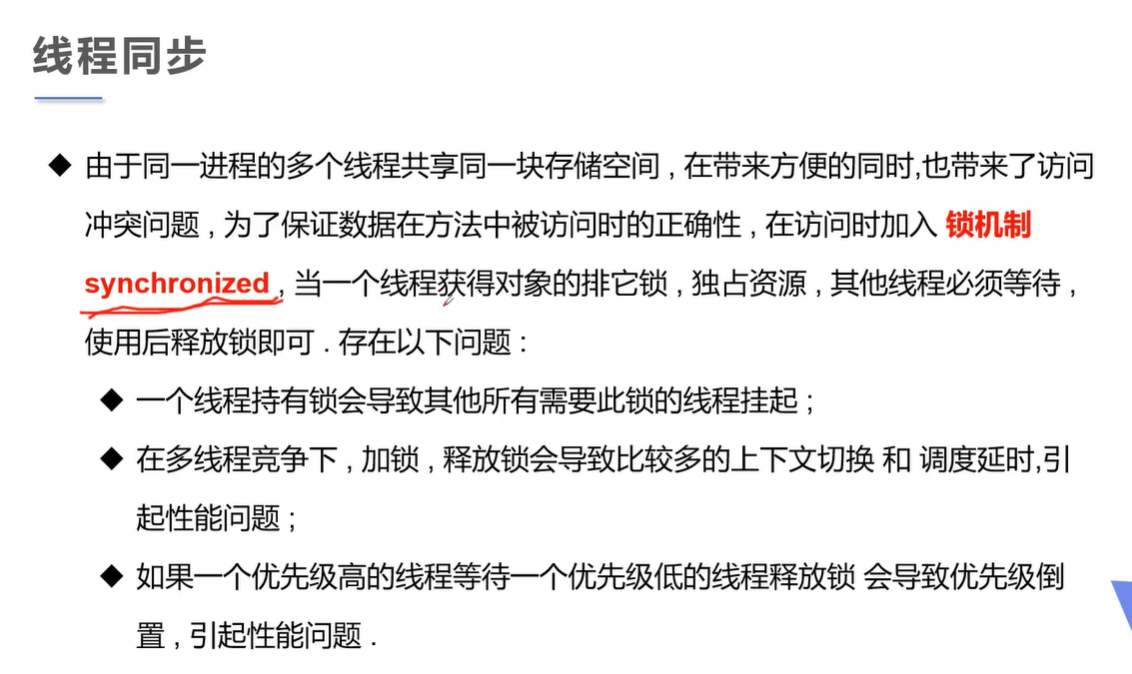 线程同步
◆ 由于同一进程的多个线程共享同一块存储空间 , 在带来方便的同时,也带来了访问
冲突问题 , 为了保证数据在方法中被访问时的正确性 , 在访问时加入 锁机制
synchronized , 当一个线程获得对象的排它锁 , 独占资源 , 其他线程必须等待 ,
使用后释放锁即可 . 存在以下问题 :
◆ 一个线程持有锁会导致其他所有需要此锁的线程挂起 ;
◆ 在多线程竞争下 , 加锁 , 释放锁会导致比较多的上下文切换 和 调度延时,引
起性能问题 ;
◆ 如果一个优先级高的线程等待一个优先级低的线程释放锁 会导致优先级倒
置 , 引起性能问题 .